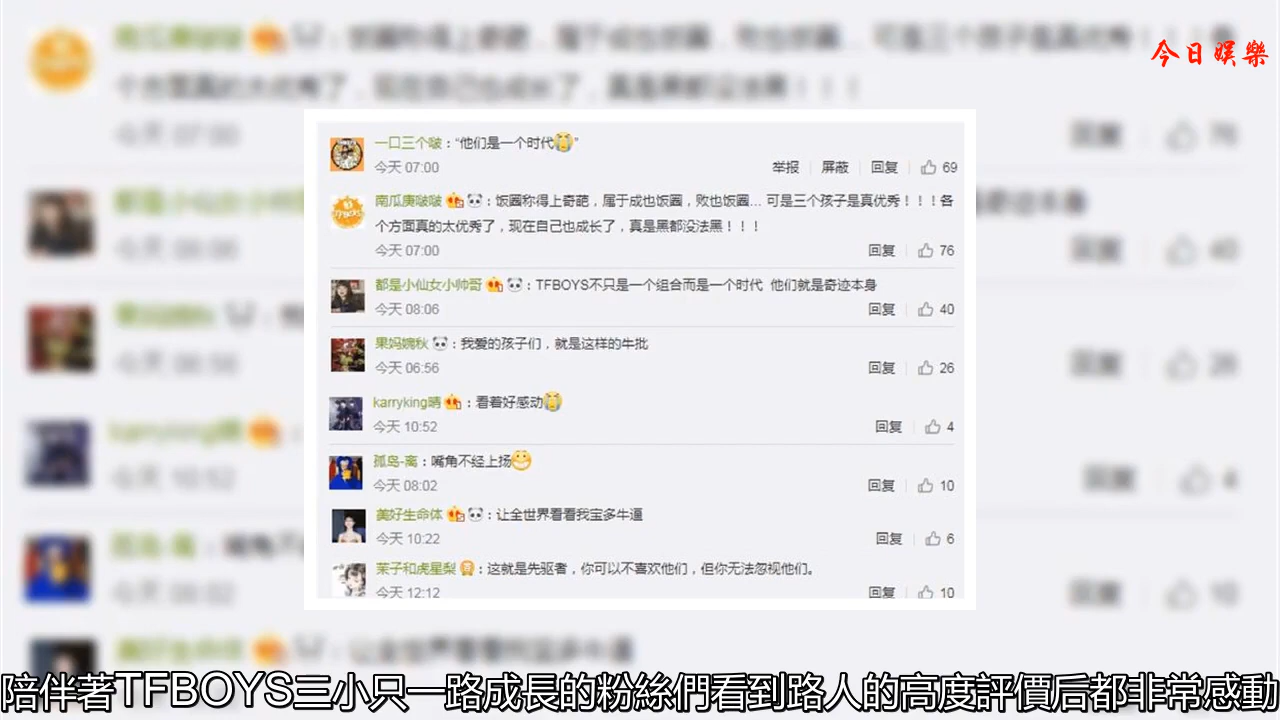 今日娱樂
一口三个啵：“他们是一个时代”
今天 07:00 举报 屏蔽 回复 69
南瓜庚啵啵：饭圈称得上奇葩，属于成也饭圈，败也饭圈... 可是三个孩子是真优秀！！！各
个方面真的太优秀了，现在自己也成长了，真是黑都没法黑！！！
今天 07:00 回复 76
都是小仙女小帅哥：TFBOYS不只是一个组合而是一个时代 他们就是奇迹本身
今天 08:06 回复 40
果妈婉秋：我爱的孩子们，就是这样的牛批
今天 06:56 回复 26
karryking晴：看着好感动
今天 10:52 回复 4
孤岛-离：嘴角不经上扬
今天 08:02 回复 10
美好生命体：让全世界看看我宝多牛逼
今天 10:22 回复 6
茉子和虎星梨：这就是先驱者，你可以不喜欢他们，但你无法忽视他们。
今天 12:12 回复 10
陪伴著TFBOYS三小只一路成長的粉絲們看到路人的高度評價后都非常感動